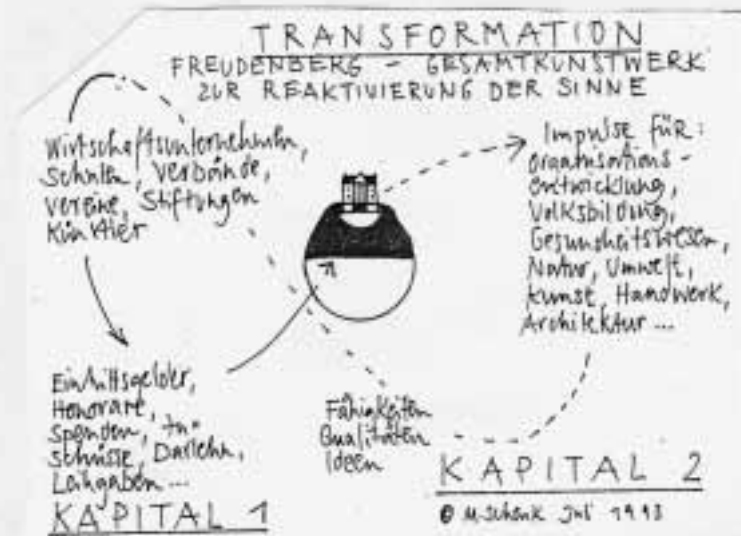 TRANSFORMATION
FREUDENBERG - GESAMTKUNSTWERK
ZUR REAKTIVIERUNG DER SINNE
Wirtschaftsunternehmen,
Schulen, Verbände,
Vereine, Stiftungen
Künstler
Impulse für:
Organisations-
entwicklung,
Volksbildung,
Gesundheitswesen,
Natur, Umwelt,
Kunst, Handwerk,
Architektur ...
Eintrittsgelder,
Honorare,
Spenden, Zu-
schüsse, Darlehn,
Leihgaben ...
KAPITAL 1
Fähigkeiten
Qualitäten
Ideen
KAPITAL 2
© M. Schenk Juli 1993